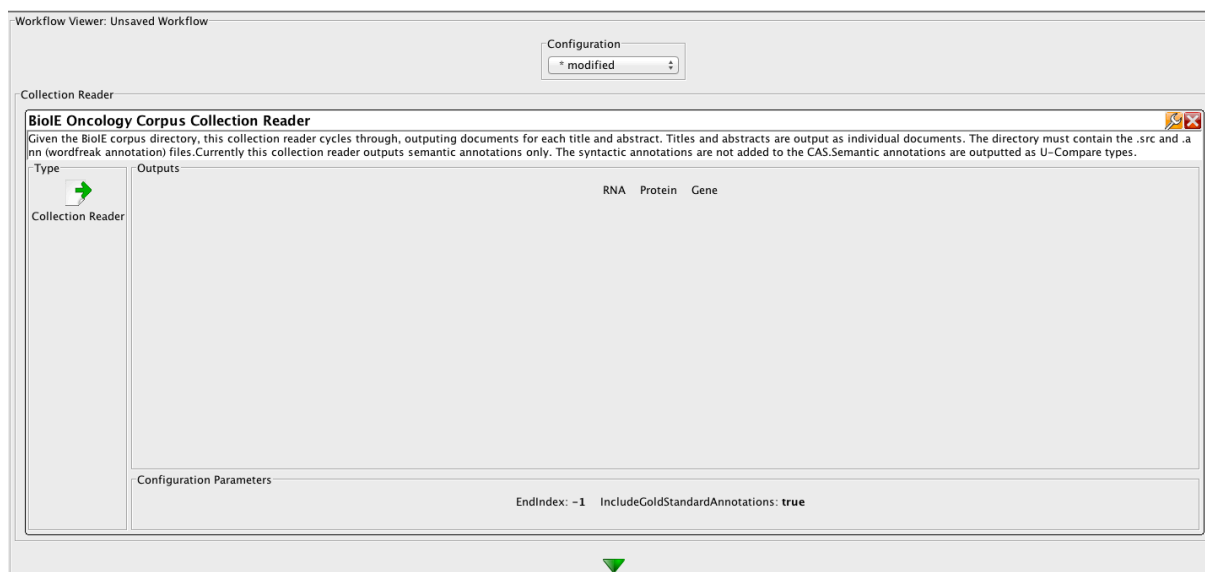 Workflow Viewer: Unsaved Workflow
Configuration
* modified
Collection Reader
BioIE Oncology Corpus Collection Reader
Given the BioIE corpus directory, this collection reader cycles through, outputing documents for each title and abstract. Titles and abstracts are output as individual documents. The directory must contain the .src and .a
nn (wordfreak annotation) files.Currently this collection reader outputs semantic annotations only. The syntactic annotations are not added to the CAS.Semantic annotations are outputted as U-Compare types.
Type
Outputs
RNA Protein Gene
Collection Reader
Configuration Parameters
EndIndex: -1 IncludeGoldStandardAnnotations: true